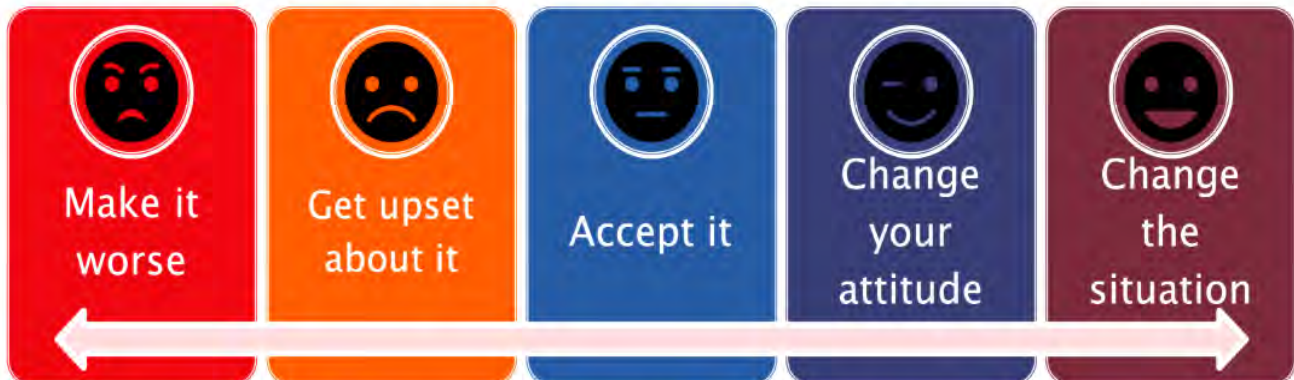 Make it
worse
Get upset
about it
Accept it
Change
your
attitude
Change
the
situation